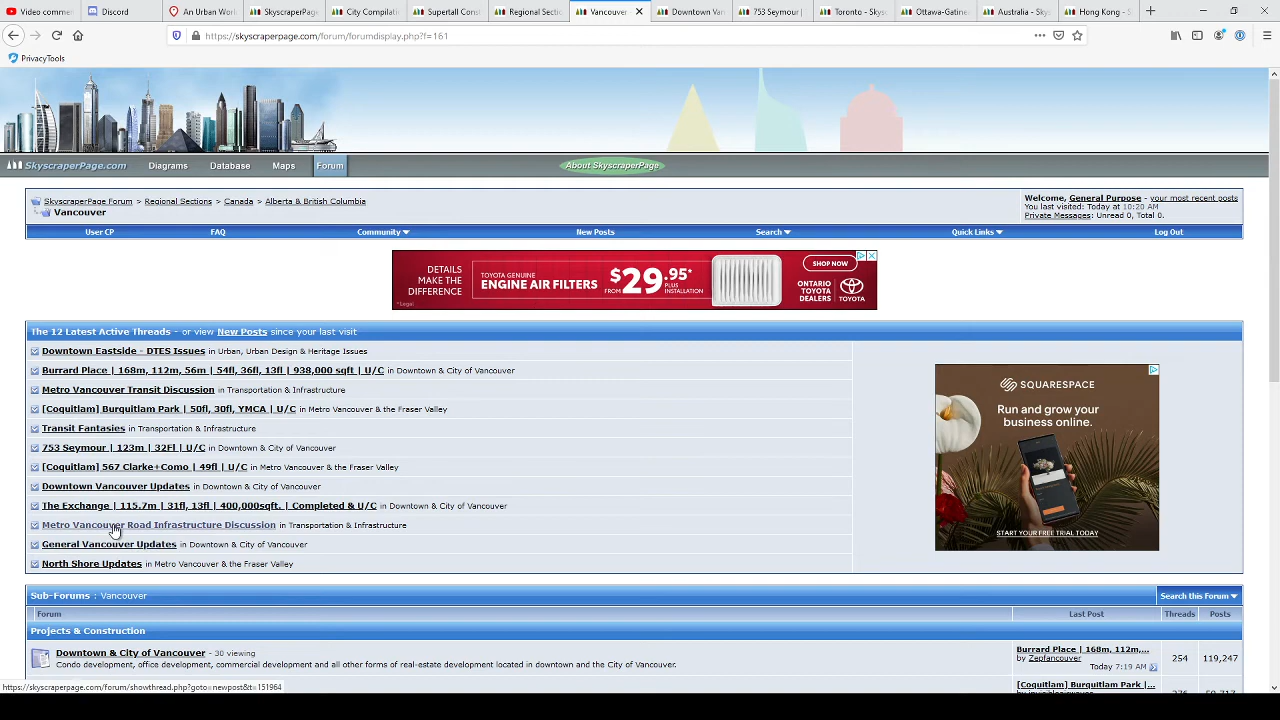 Video comme
Discord
An Urban Worl
SkyscraperPage
City Compilatio
Supertall Const
Regional Sectio
Vancouver
Downtown Van
753 Seymour |
Toronto - Skys
Ottawa-Gatine
Australia - Sky
Hong Kong - S
https://skyscraperpage.com/forum/forumdisplay.php?f=161
PrivacyTools
SkyscraperPage.com Diagrams Database Maps Forum About SkyscraperPage
SkyscraperPage Forum > Regional Sections > Canada > Alberta & British Columbia
Vancouver
Welcome, General Purpose - your most recent posts
You last visited: Today at 10:20 AM
Private Messages: Unread 0, Total 0.
User CP FAQ Community New Posts Search Quick Links Log Out
DETAILS
MAKE THE
DIFFERENCE
TOYOTA GENUINE
ENGINE AIR FILTERS
FROM $29.95* PLUS INSTALLATION
SHOP NOW
ONTARIO
TOYOTA
DEALERS
TOYOTA
*Legal
The 12 Latest Active Threads - or view New Posts since your last visit
Downtown Eastside - DTES Issues in Urban, Urban Design & Heritage Issues
Burrard Place | 168m, 112m, 56m | 54fl, 36fl, 13fl | 938,000 sqft | U/C in Downtown & City of Vancouver
Metro Vancouver Transit Discussion in Transportation & Infrastructure
[Coquitlam] Burquitlam Park | 50fl, 30fl, YMCA | U/C in Metro Vancouver & the Fraser Valley
Transit Fantasies in Transportation & Infrastructure
753 Seymour | 123m | 32Fl | U/C in Downtown & City of Vancouver
[Coquitlam] 567 Clarke+Como | 49fl | U/C in Metro Vancouver & the Fraser Valley
Downtown Vancouver Updates in Downtown & City of Vancouver
The Exchange | 115.7m | 31fl, 13fl | 400,000sqft. | Completed & U/C in Downtown & City of Vancouver
Metro Vancouver Road Infrastructure Discussion in Transportation & Infrastructure
General Vancouver Updates in Downtown & City of Vancouver
North Shore Updates in Metro Vancouver & the Fraser Valley
SQUARESPACE
Run and grow your
business online.
START YOUR FREE TRIAL TODAY
Sub-Forums : Vancouver
Search this Forum
Forum Last Post Threads Posts
Projects & Construction
Downtown & City of Vancouver - 30 viewing
Condo development, office development, commercial development and all other forms of real-estate development located in downtown and the City of Vancouver.
Burrard Place | 168m, 112m,...
by Zepfancouver
Today 7:19 AM
254 119,247
[Coquitlam] Burquitlam Park |...
https://skyscraperpage.com/forum/showthread.php?goto=newpost&t=151964